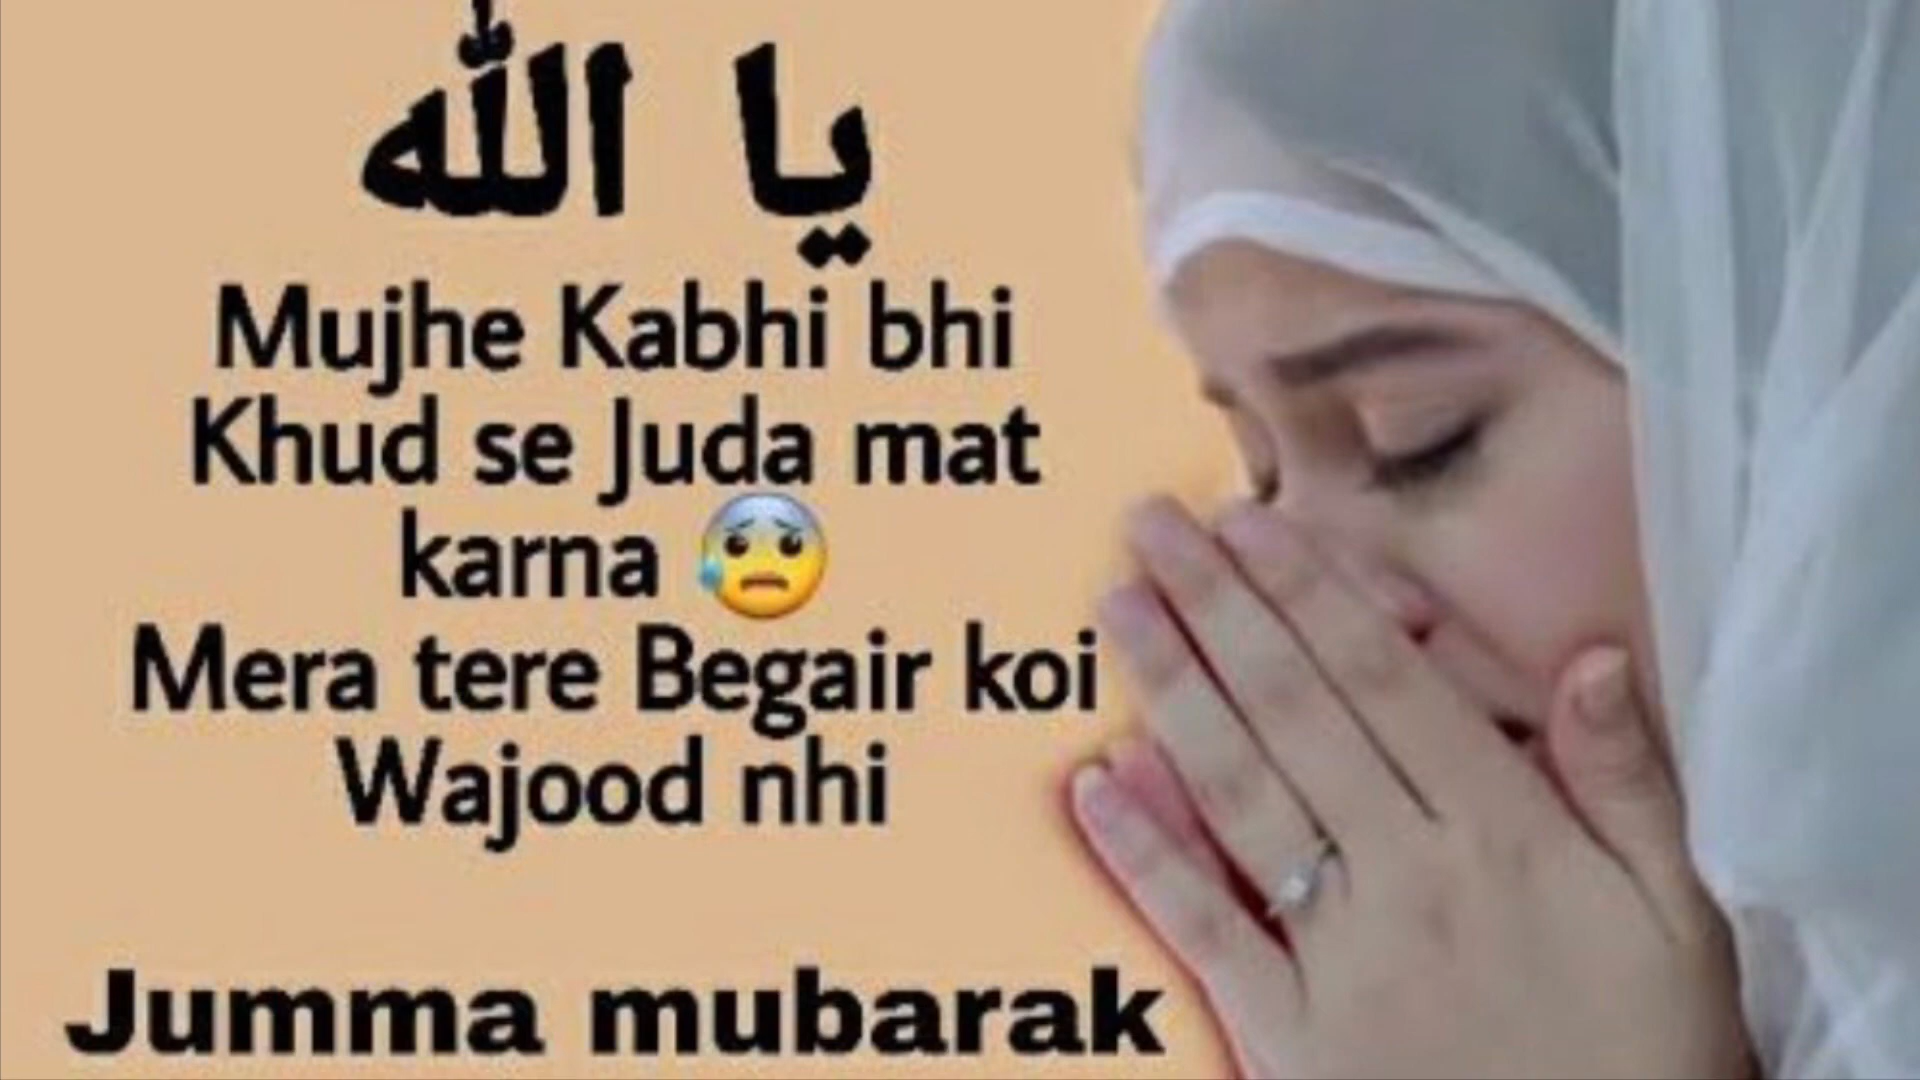 يا الله
Mujhe Kabhi bhi
Khud se Juda mat
karna 😰
Mera tere Begair koi
Wajood nhi
Jumma mubarak